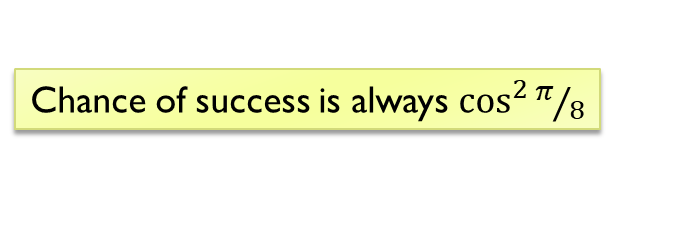 Chance of success is always cos² π/8